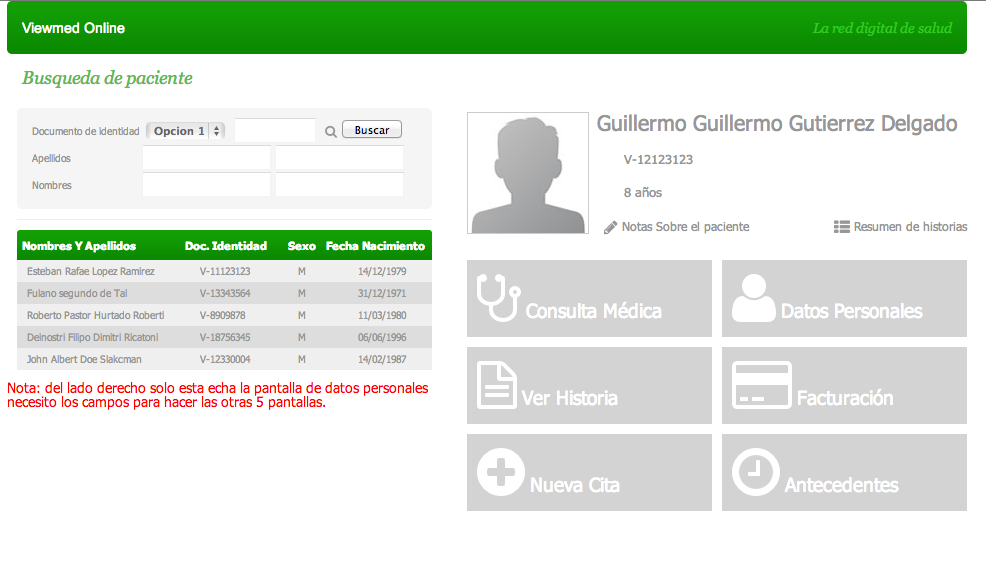 Viewmed Online
La red digital de salud
Busqueda de paciente
Documento de identidad Opcion 1 Buscar
Apellidos
Nombres
Nombres Y Apellidos Doc. Identidad Sexo Fecha Nacimiento
Esteban Rafae Lopez Ramirez V-11123123 M 14/12/1979
Fulano segundo de Tal V-13343564 M 31/12/1971
Roberto Pastor Hurtado Roberti V-8909878 M 11/03/1980
Deinostri Filipo Dimitri Ricatoni V-18756345 M 06/06/1996
John Albert Doe Slakcman V-12330004 M 14/02/1987
Nota: del lado derecho solo esta echa la pantalla de datos personales
necesito los campos para hacer las otras 5 pantallas.
Guillermo Guillermo Gutierrez Delgado
V-12123123
8 años
Notas Sobre el paciente Resumen de historias
Consulta Médica Datos Personales
Ver Historia Facturación
Nueva Cita Antecedentes